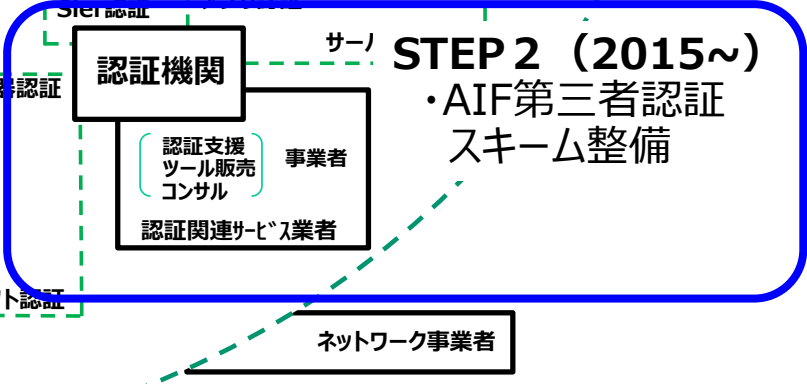 SIer認証
サー
STEP２（2015~）
・AIF第三者認証
スキーム整備
認証機関
認証
認証支援
ツール販売
コンサル
事業者
認証関連ｻｰﾋﾞｽ業者
ト認証
ネットワーク事業者